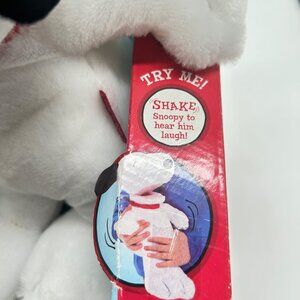 TRY ME!
SHAKE
Snoopy to
hear him
laugh!